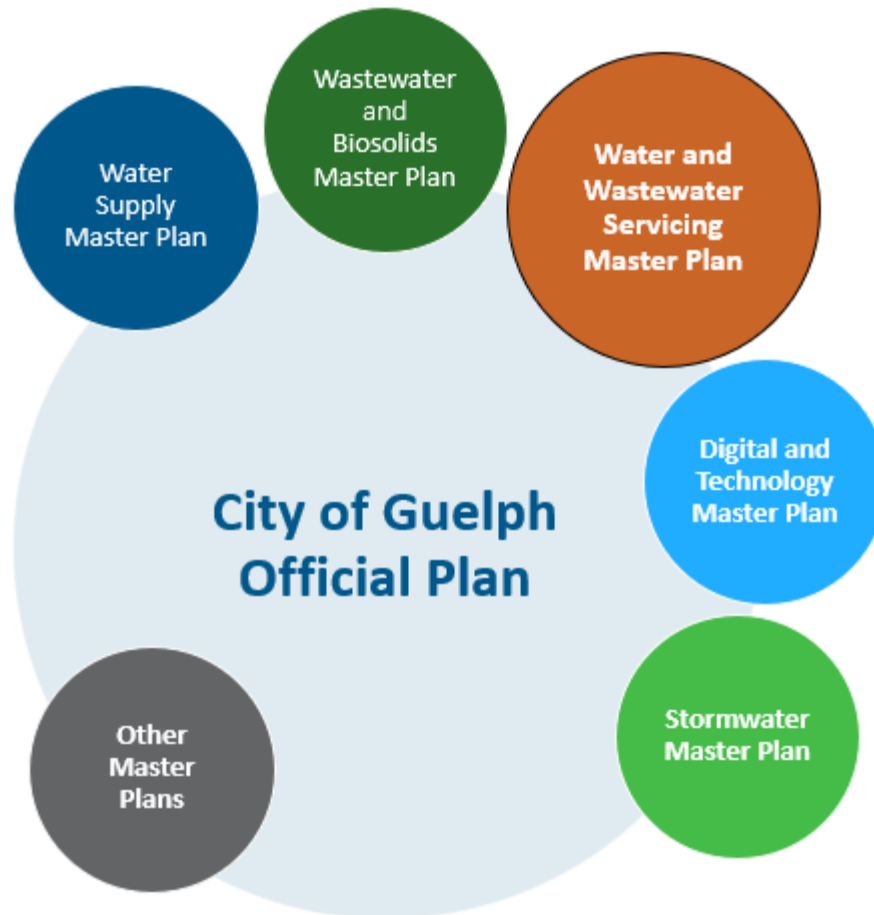 Wastewater
and
Biosolids
Master Plan
Water
Supply
Master Plan
Water and
Wastewater
Servicing
Master Plan
Digital and
Technology
Master Plan
City of Guelph
Official Plan
Stormwater
Master Plan
Other
Master
Plans